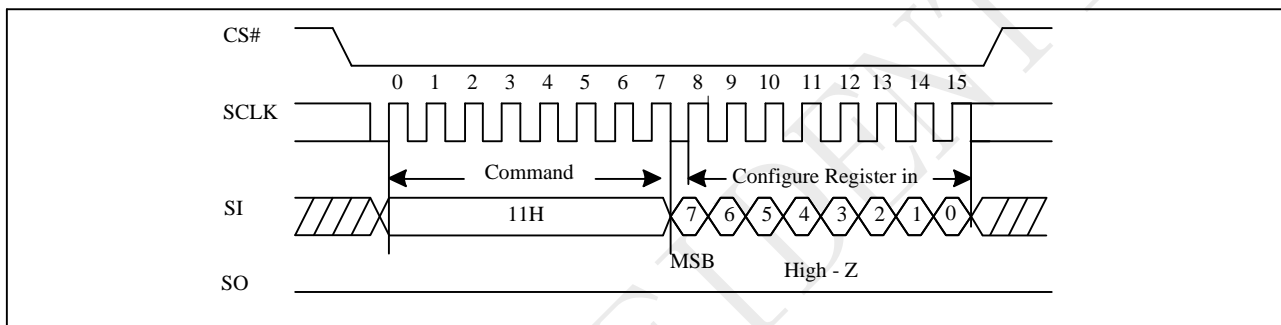 CS#
0 1 2 3 4 5 6 7 8 9 10 11 12 13 14 15
SCLK
Command Configure Register in
SI 11H 7 6 5 4 3 2 1 0
MSB High - Z
SO